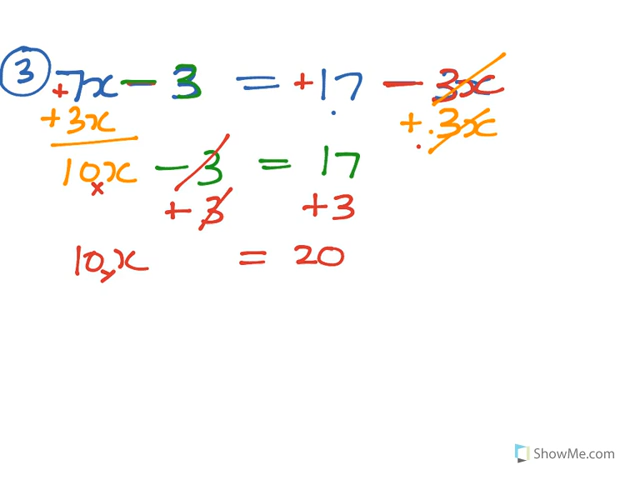 3 +7x - 3 = +17 - 3x
+3x + 3x
10x - 3 = 17
+ 3 + 3
10x = 20
ShowMe.com